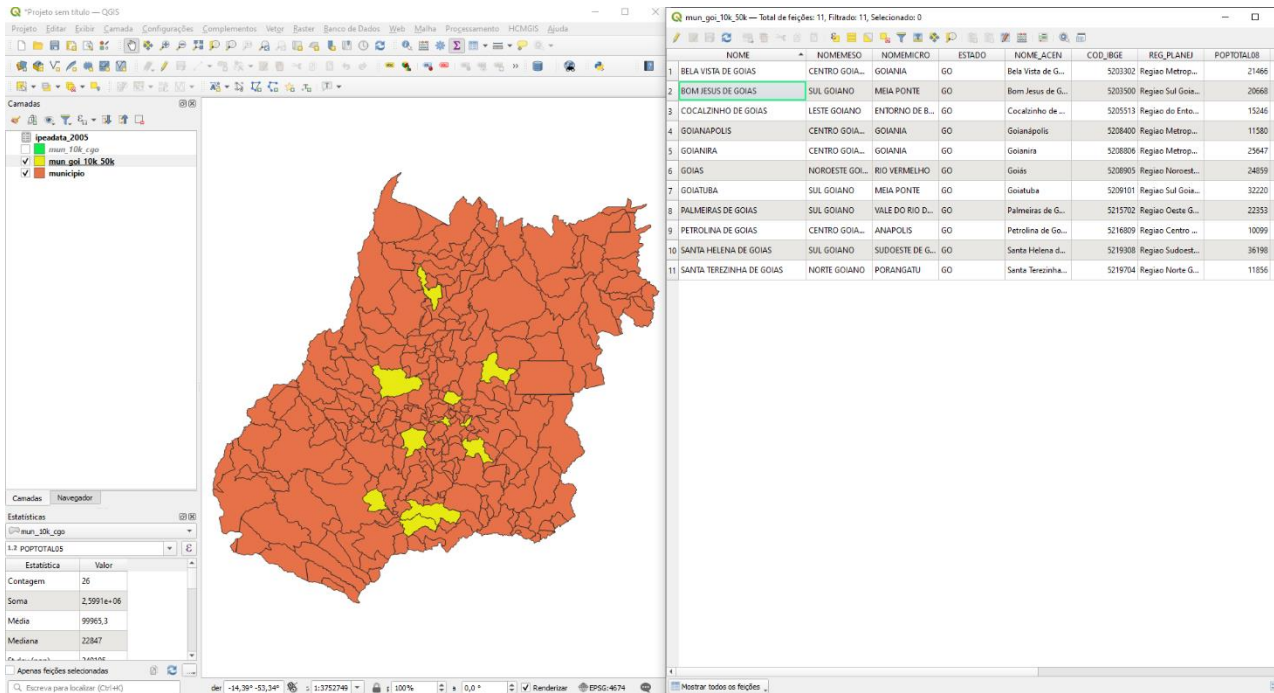 *Projeto sem título — QGIS
Projeto Editar Exibir Camada Configurações Complementos Vetor Raster Banco de Dados Web Malha Processamento HCMGIS Ajuda
Camadas
ipeadata_2005
mun_10k_cgo
mun_goi_10k_50k
municipio
Camadas Navegador
Estatísticas
mun_10k_cgo
1.2 POPTOTAL05
Estatística Valor
Contagem 26
Soma 2,5991e+06
Média 99965,3
Mediana 22847
Apenas feições selecionadas
Escreva para localizar (Ctrl+K)
der -14,39° -53,34° 1:3752749 100% 0,0 ° Renderizar EPSG:4674
mun_goi_10k_50k — Total de feições: 11, Filtrado: 11, Selecionado: 0
NOME NOMEMESO NOMEMICRO ESTADO NOME_ACEN COD_IBGE REG_PLANEJ POPTOTAL08
1 BELA VISTA DE GOIAS CENTRO GOIA... GOIANIA GO Bela Vista de G... 5203302 Regiao Metrop... 21466
2 BOM JESUS DE GOIAS SUL GOIANO MEIA PONTE GO Bom Jesus de G... 5203500 Regiao Sul Goia... 20668
3 COCALZINHO DE GOIAS LESTE GOIANO ENTORNO DE B... GO Cocalzinho de ... 5205513 Regiao do Ento... 15246
4 GOIANAPOLIS CENTRO GOIA... GOIANIA GO Goianápolis 5208400 Regiao Metrop... 11580
5 GOIANIRA CENTRO GOIA... GOIANIA GO Goianira 5208806 Regiao Metrop... 25647
6 GOIAS NOROESTE GOI... RIO VERMELHO GO Goiás 5208905 Regiao Noroest... 24859
7 GOIATUBA SUL GOIANO MEIA PONTE GO Goiatuba 5209101 Regiao Sul Goia... 32220
8 PALMEIRAS DE GOIAS SUL GOIANO VALE DO RIO D... GO Palmeiras de G... 5215702 Regiao Oeste G... 22353
9 PETROLINA DE GOIAS CENTRO GOIA... ANAPOLIS GO Petrolina de Go... 5216809 Regiao Centro ... 10099
10 SANTA HELENA DE GOIAS SUL GOIANO SUDOESTE DE G... GO Santa Helena d... 5219308 Regiao Sudoest... 36198
11 SANTA TEREZINHA DE GOIAS NORTE GOIANO PORANGATU GO Santa Terezinha... 5219704 Regiao Norte G... 11856
Mostrar todos os feições